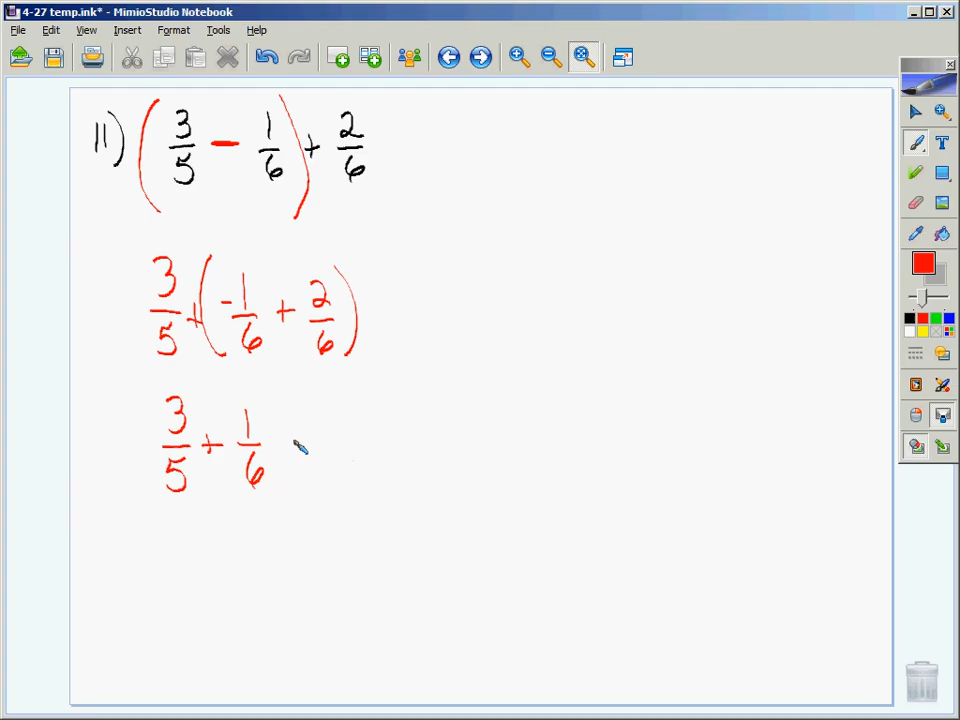 4-27 temp.ink* - MimioStudio Notebook
File Edit View Insert Format Tools Help
11) (3/5 - 1/6) + 2/6
3/5 + (-1/6 + 2/6)
3/5 + 1/6
T